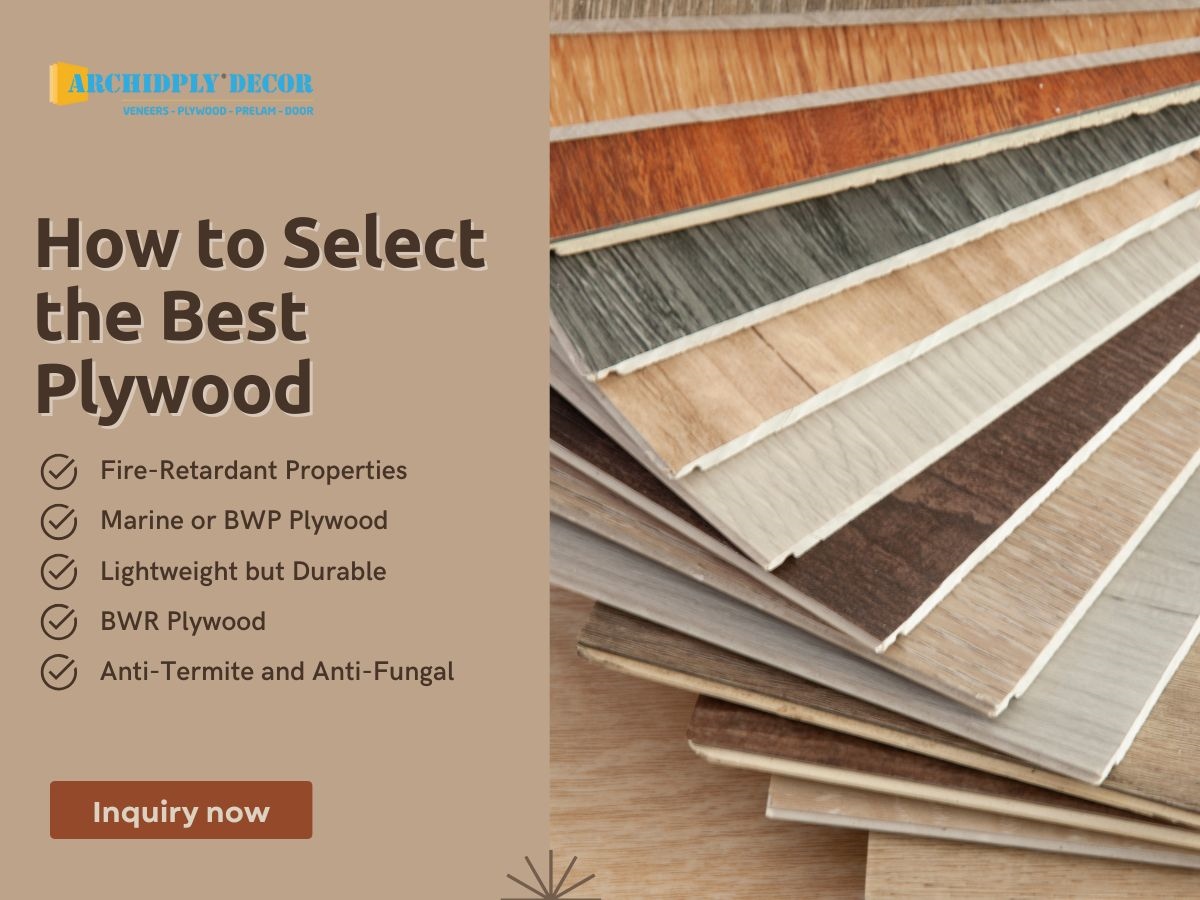 ARCHIDPLY DECOR
VENEERS - PLYWOOD - PRELAM - DOOR
How to Select
the Best
Plywood
Fire-Retardant Properties
Marine or BWP Plywood
Lightweight but Durable
BWR Plywood
Anti-Termite and Anti-Fungal
Inquiry now